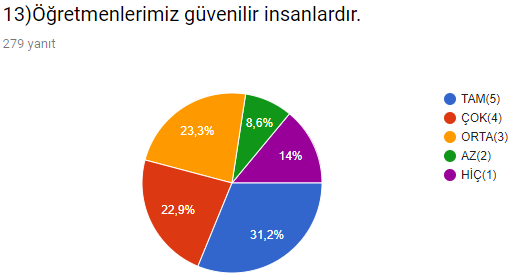 13)Öğretmenlerimiz güvenilir insanlardır.
279 yanıt
TAM(5)
ÇOK(4)
ORTA(3)
AZ(2)
HİÇ(1)
23,3%
8,6%
14%
22,9%
31,2%